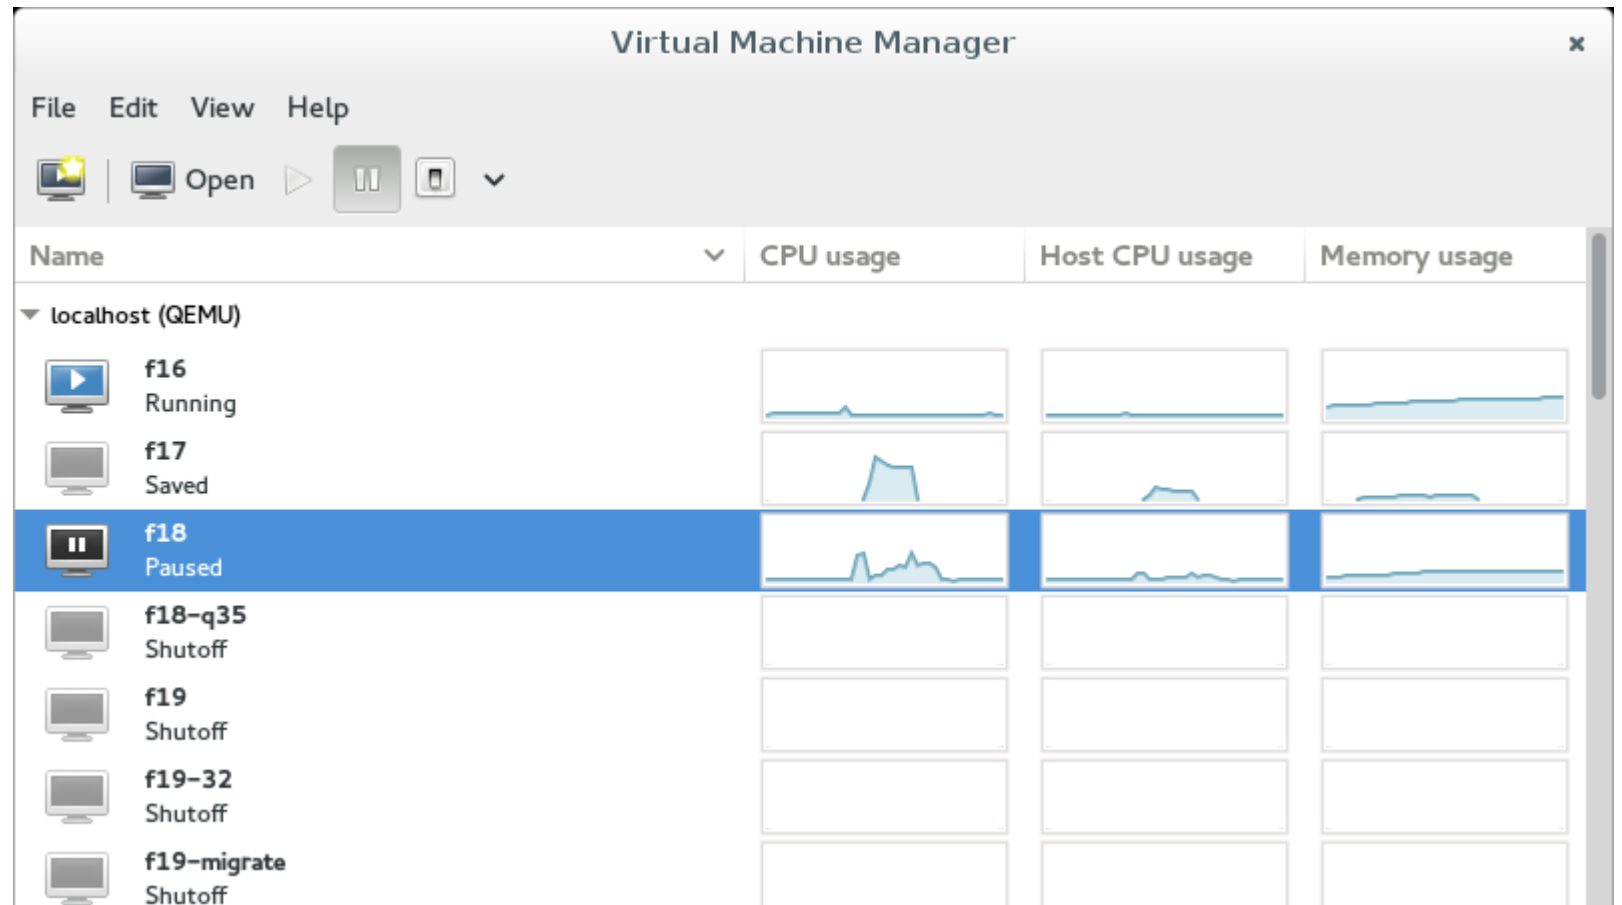 Virtual Machine Manager
File Edit View Help
Open
Name CPU usage Host CPU usage Memory usage
localhost (QEMU)
f16
Running
f17
Saved
f18
Paused
f18-q35
Shutoff
f19
Shutoff
f19-32
Shutoff
f19-migrate
Shutoff